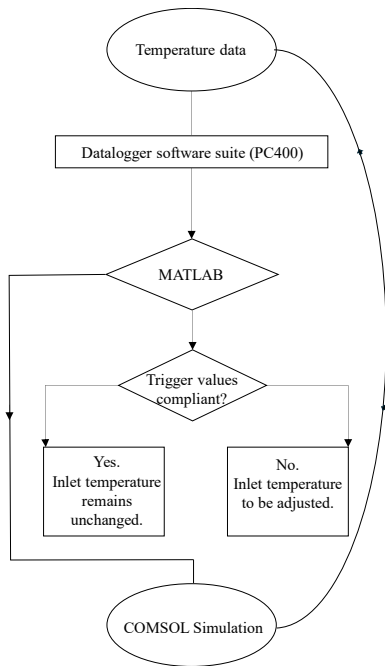 Temperature data
Datalogger software suite (PC400)
MATLAB
Trigger values
compliant?
Yes.
Inlet temperature
remains
unchanged.
No.
Inlet temperature
to be adjusted.
COMSOL Simulation